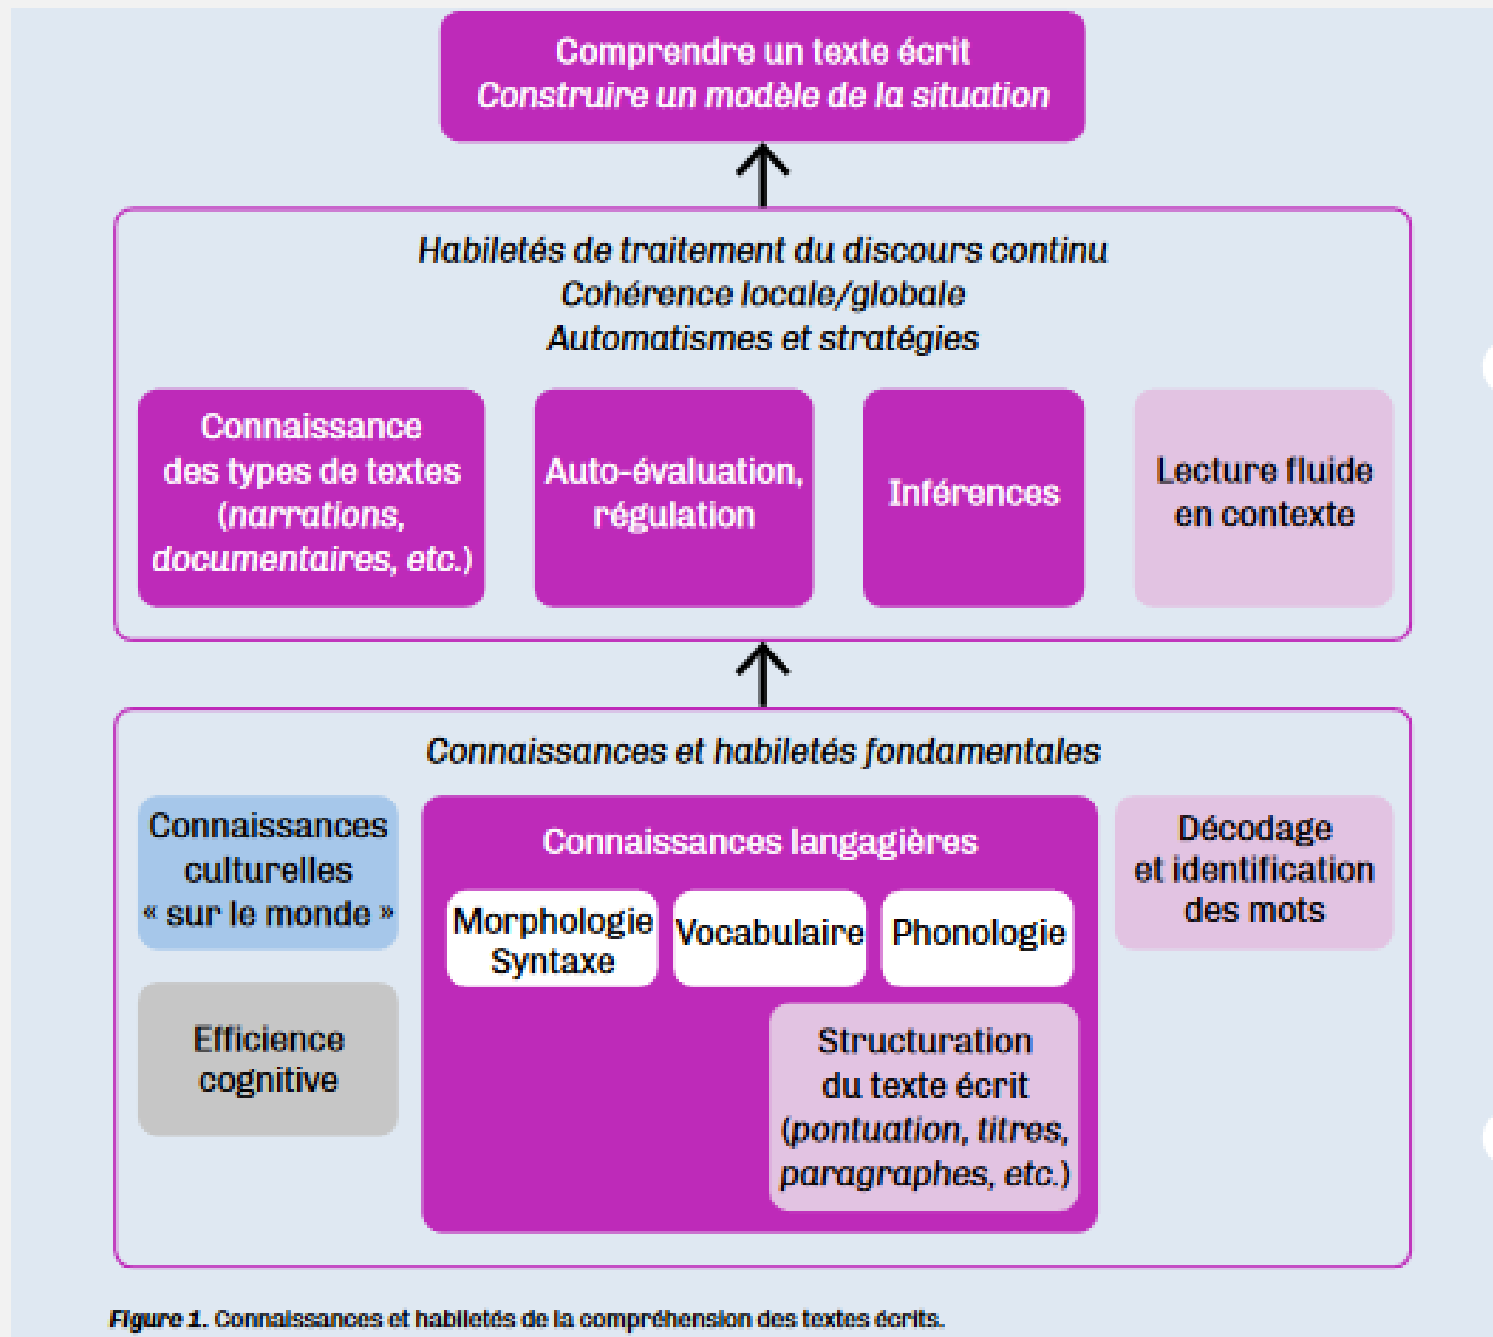 Comprendre un texte écrit
Construire un modèle de la situation
Habiletés de traitement du discours continu
Cohérence locale/globale
Automatismes et stratégies
Connaissance
des types de textes
(narrations,
documentaires, etc.)
Auto-évaluation,
régulation
Inférences
Lecture fluide
en contexte
Connaissances et habiletés fondamentales
Connaissances
culturelles
« sur le monde »
Efficience
cognitive
Connaissances langagières
Morphologie
Syntaxe
Vocabulaire
Phonologie
Structuration
du texte écrit
(pontuation, titres,
paragraphes, etc.)
Décodage
et identification
des mots
Figure 1. Connaissances et habiletés de la compréhension des textes écrits.